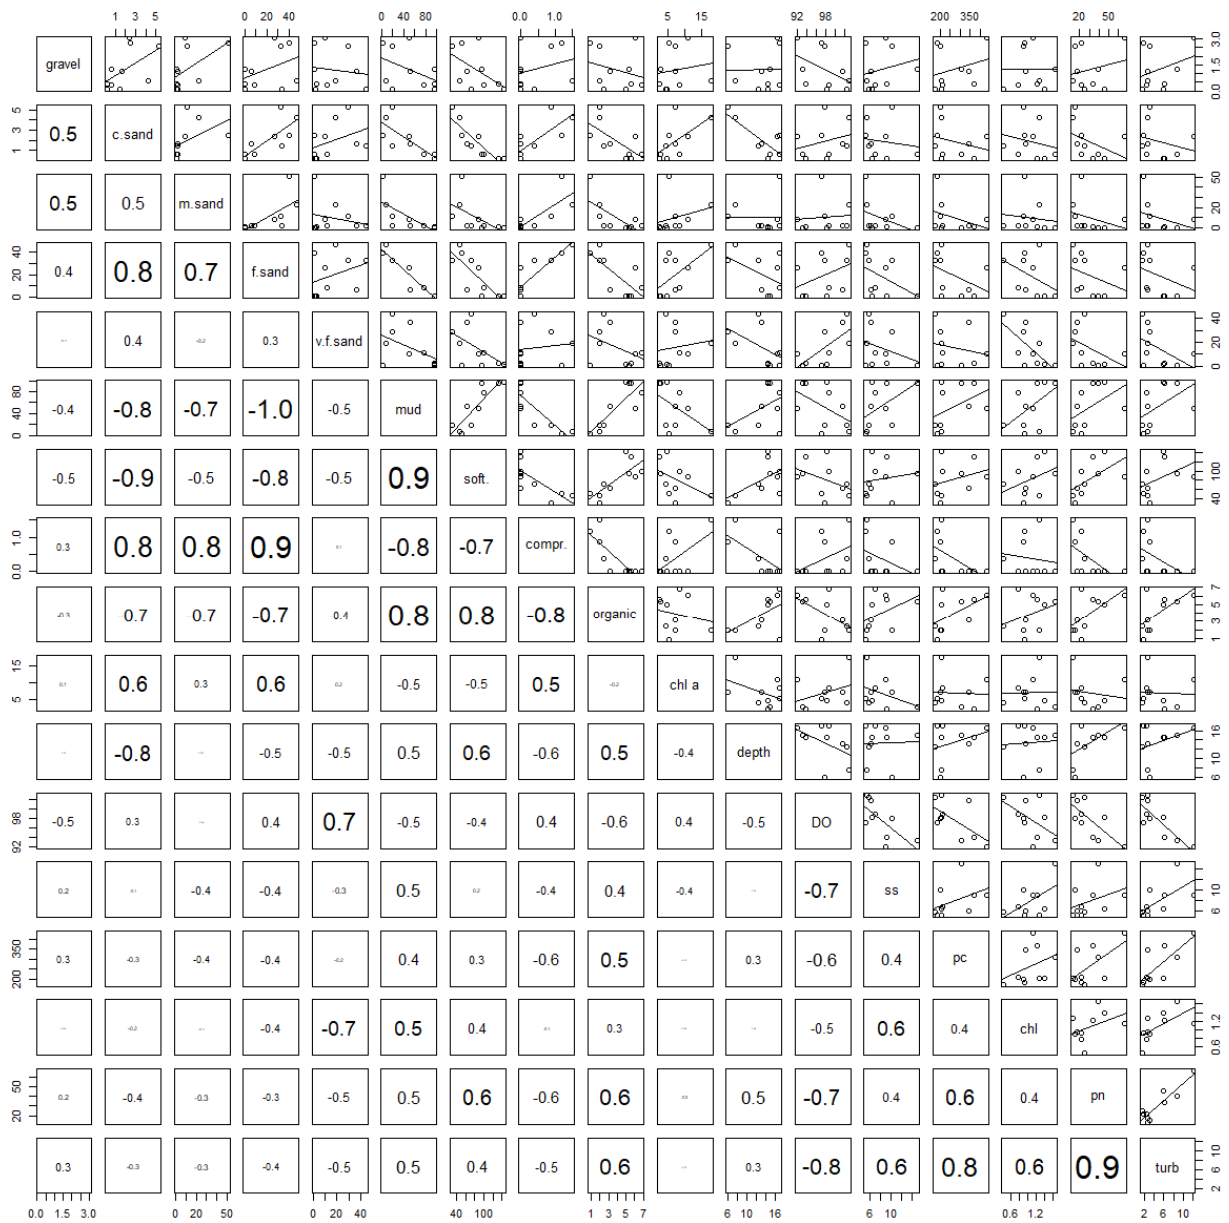 1 3 5 0 20 40 0 40 80 0.0 1.0 5 15 92 98 200 350 20 50
gravel 0.0 1.5 3.0
1 3 5 0.5 c.sand
0.5 0.5 m.sand 0 20 50
0 20 40 0.4 0.8 0.7 f.sand
0.4 0.3 v.f.sand 0 20 40
0 40 80 -0.4 -0.8 -0.7 -1.0 -0.5 mud
-0.5 -0.9 -0.5 -0.8 -0.5 0.9 soft. 40 100
0.0 1.0 0.3 0.8 0.8 0.9 -0.8 -0.7 compr.
-0.3 0.7 0.7 -0.7 0.4 0.8 0.8 -0.8 organic 1 3 5 7
5 15 0.6 0.3 0.6 -0.5 -0.5 0.5 chl a
-0.8 -0.5 -0.5 0.5 0.6 -0.6 0.5 -0.4 depth 6 10 16
92 98 -0.5 0.3 0.4 0.7 -0.5 -0.4 0.4 -0.6 0.4 -0.5 DO
0.2 -0.4 -0.4 -0.3 0.5 0.2 -0.4 0.4 -0.4 -0.7 ss 6 10
200 350 0.3 -0.3 -0.4 -0.4 -0.2 0.4 0.3 -0.6 0.5 0.3 -0.6 0.4 pc
-0.2 -0.4 -0.7 0.5 0.4 0.3 -0.5 0.6 0.4 chl 0.6 1.2
20 50 0.2 -0.4 -0.3 -0.3 -0.5 0.5 0.6 -0.6 0.6 0.5 -0.7 0.4 0.6 0.4 pn
0.3 -0.3 -0.3 -0.4 -0.5 0.5 0.4 -0.5 0.6 0.3 -0.8 0.6 0.8 0.6 0.9 turb 2 6 10
0.0 1.5 3.0 0 20 50 0 20 40 40 100 1 3 5 7 6 10 16 6 10 0.6 1.2 2 6 10